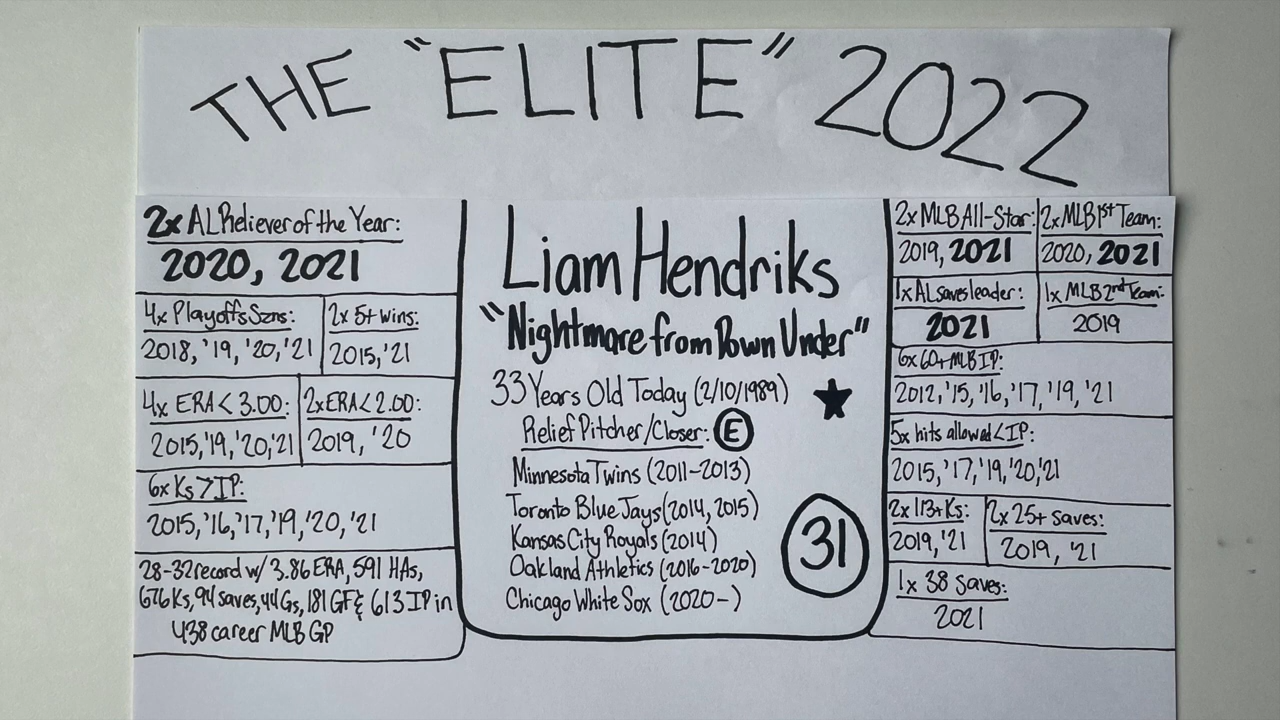 THE "ELITE" 2022
2x AL Reliever of the Year:
2020, 2021
4x Playoffs Szns:
2018, '19, '20, '21
2x 5+ wins:
2015, '21
4x ERA < 3.00:
2015, '19, '20, '21
2x ERA < 2.00:
2019, '20
6x Ks > IP:
2015, '16, '17, '19, '20, '21
28-32 record w/ 3.86 ERA, 591 HAs,
676 Ks, 94 saves, 44 Gs, 181 GF & 613 IP in
438 career MLB GP
Liam Hendriks
"Nightmare from Down Under"
33 Years Old Today (2/10/1989)
Relief Pitcher/Closer: E
Minnesota Twins (2011-2013)
Toronto Blue Jays (2014, 2015)
Kansas City Royals (2014)
Oakland Athletics (2016-2020)
Chicago White Sox (2020-)
31
2x MLB All-Star:
2019, 2021
2x MLB 1st Team:
2020, 2021
1x AL saves leader:
2021
1x MLB 2nd Team:
2019
6x 60+ MLB IP:
2012, '15, '16, '17, '19, '21
5x hits allowed < IP:
2015, '17, '19, '20, '21
2x 113+ Ks:
2019, '21
2x 25+ saves:
2019, '21
1x 38 saves:
2021